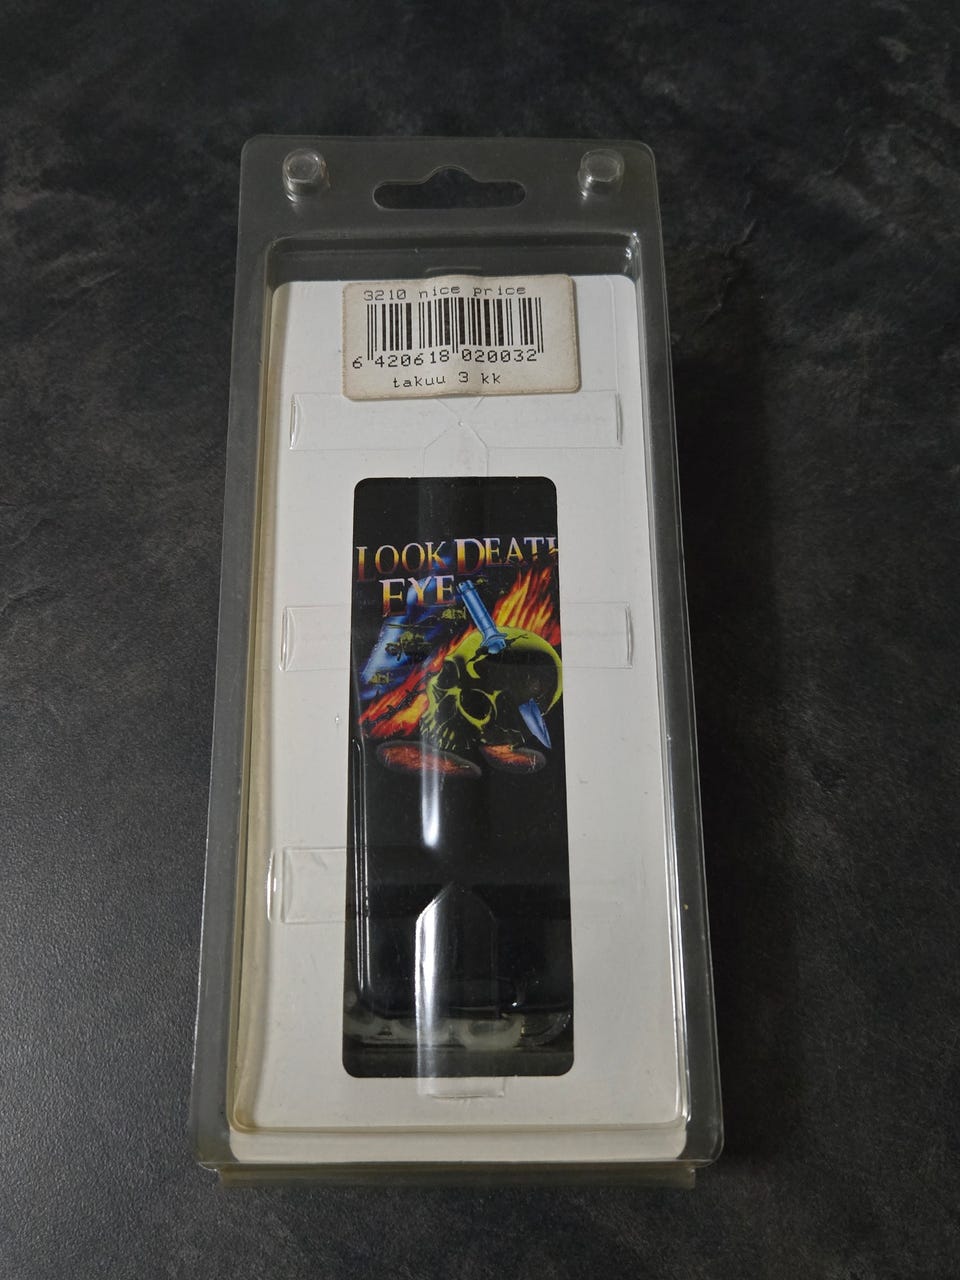 3210 nice price
6 420618 020032
takuu 3 kk
LOOK DEATH
EYE